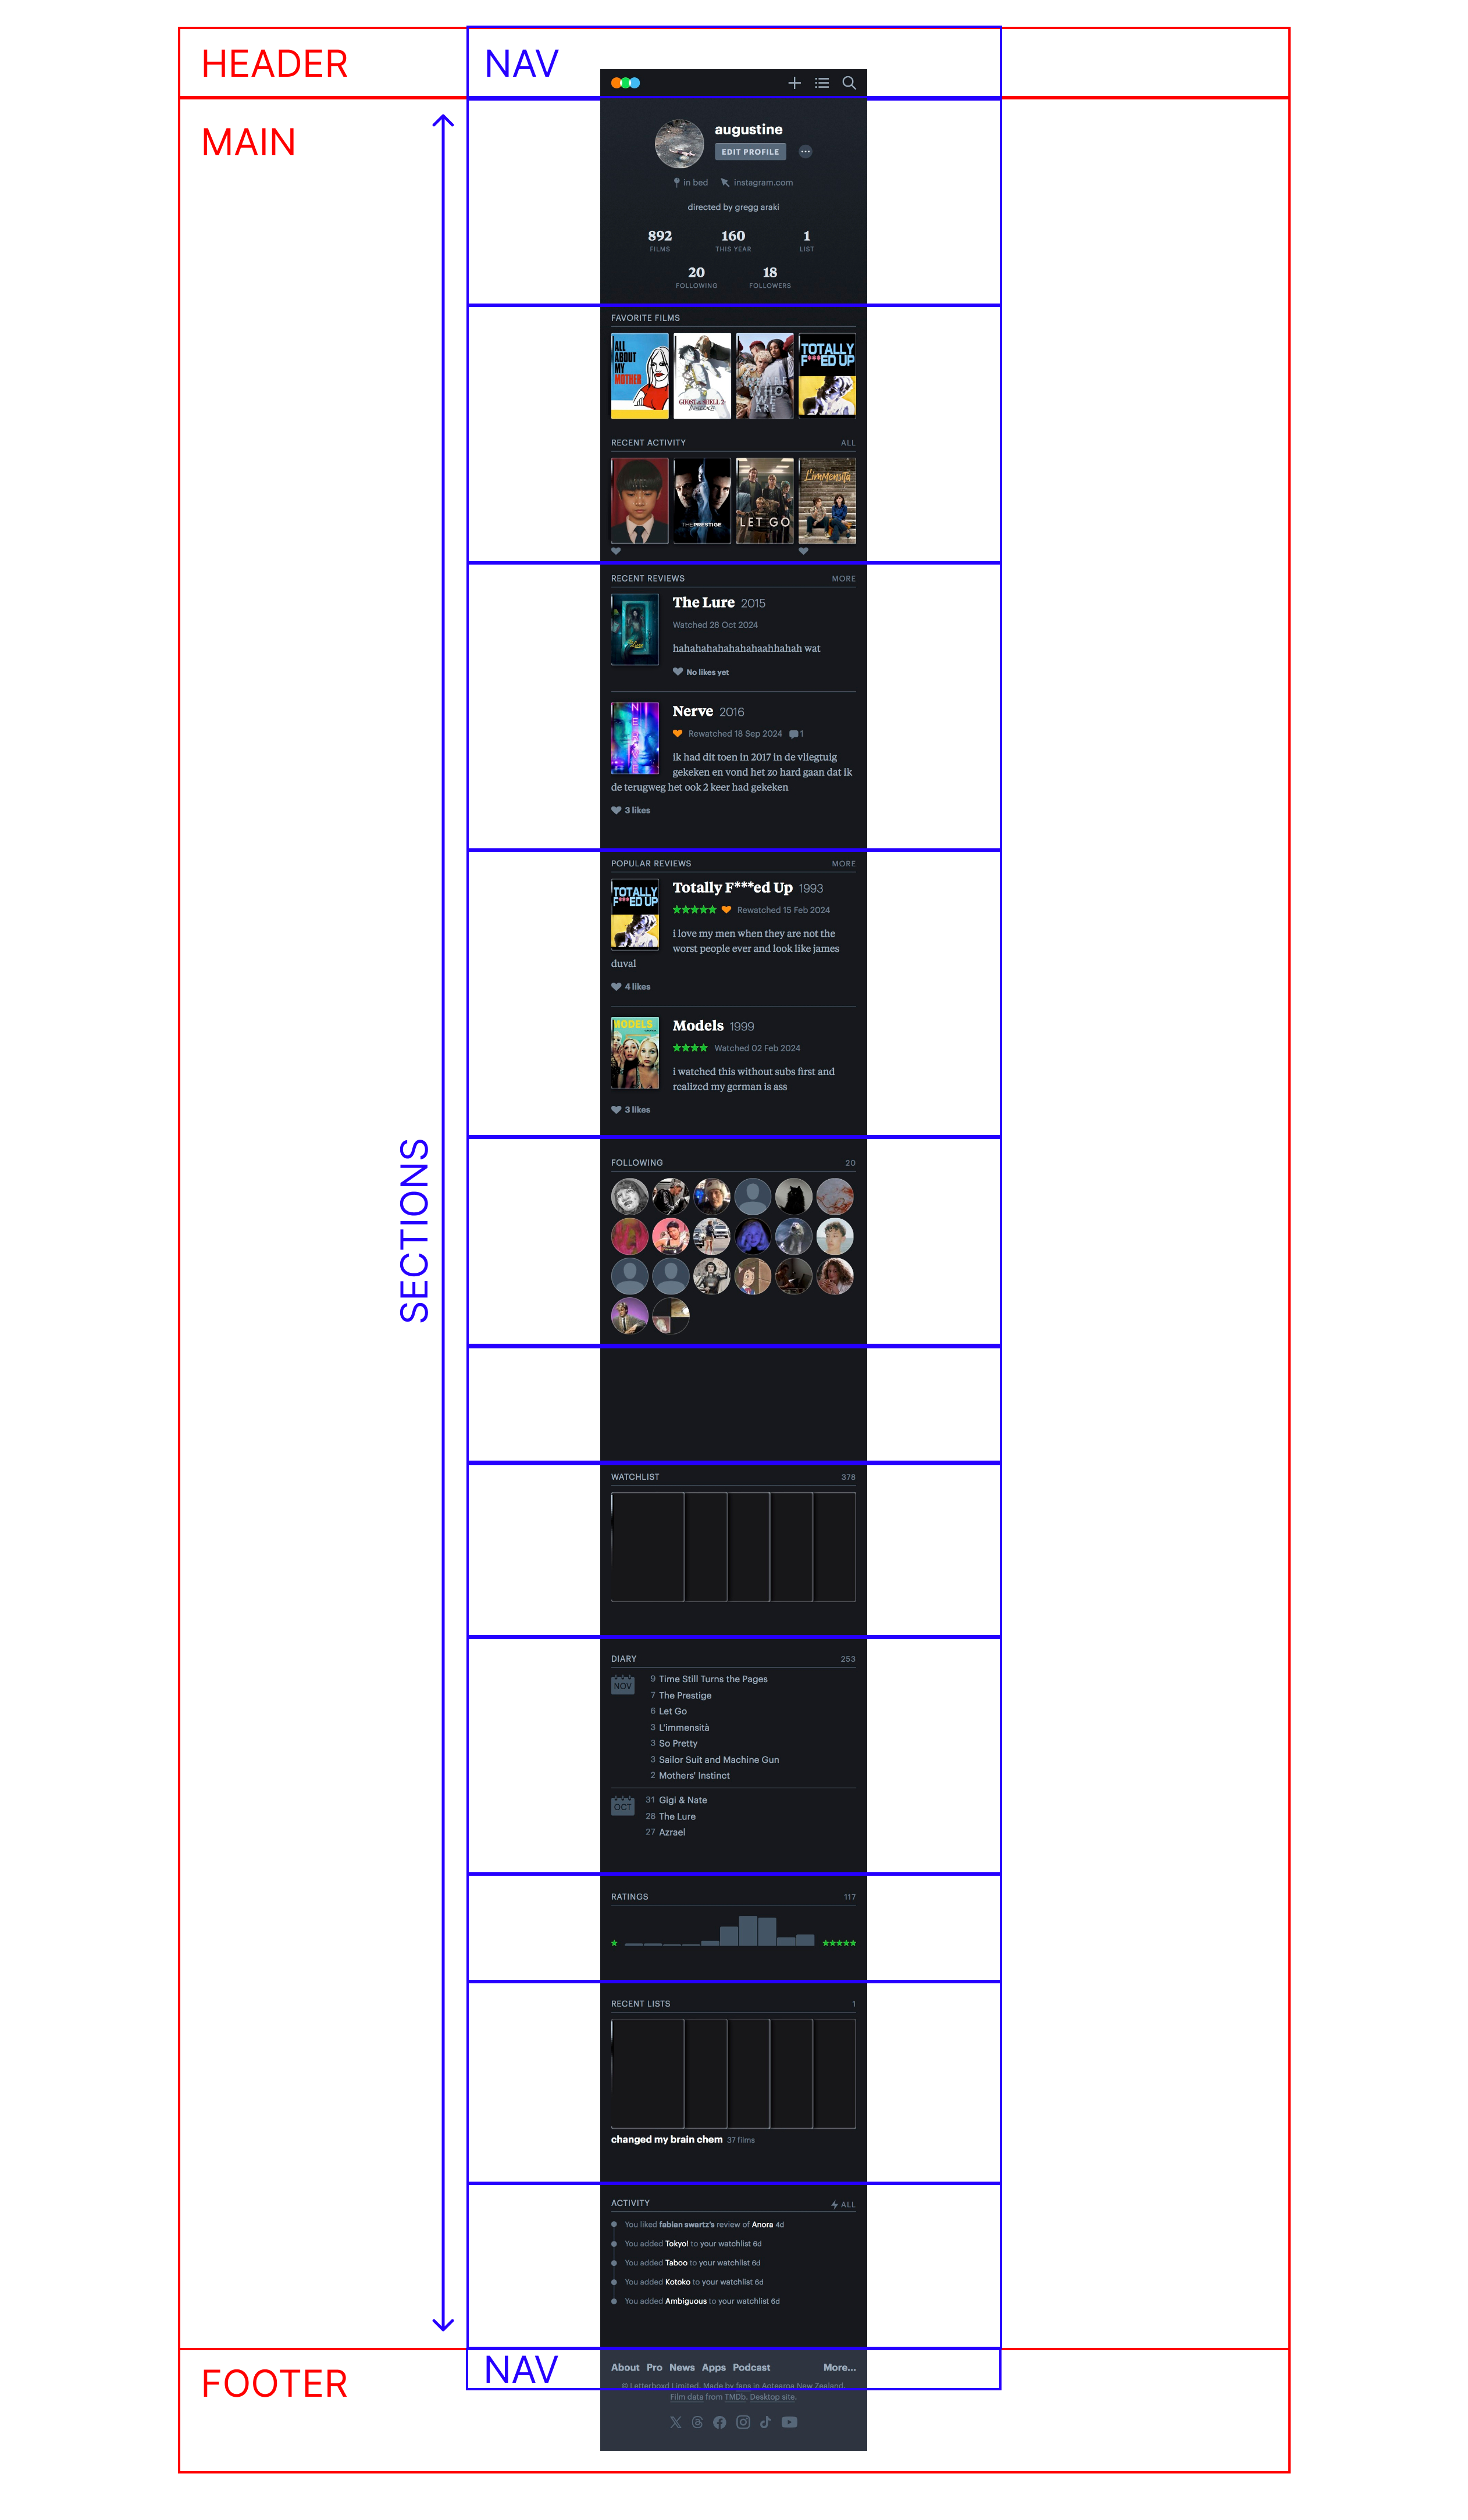 HEADER
NAV
MAIN
SECTIONS
augustine
EDIT PROFILE
in bed instagram.com
directed by gregg araki
892 160 1
FILMS THIS YEAR LIST
20 18
FOLLOWING FOLLOWERS
FAVORITE FILMS
ALL
ABOUT
MY
MOTHER
GHOST in the SHELL 2
INNOCENCE
WE ARE
WHO
WE
ARE
TOTALLY
F***ED UP
RECENT ACTIVITY ALL
THE PRESTIGE
LET GO
L'immensità
RECENT REVIEWS MORE
The Lure 2015
Watched 28 Oct 2024
hahahahahahahahaahhahah wat
No likes yet
NERVE
Nerve 2016
Rewatched 18 Sep 2024 1
ik had dit toen in 2017 in de vliegtuig
gekeken en vond het zo hard gaan dat ik
de terugweg het ook 2 keer had gekeken
3 likes
POPULAR REVIEWS MORE
TOTALLY
F***ED UP
Totally F***ed Up 1993
Rewatched 15 Feb 2024
i love my men when they are not the
worst people ever and look like james
duval
4 likes
MODELS
Models 1999
Watched 02 Feb 2024
i watched this without subs first and
realized my german is ass
3 likes
FOLLOWING 20
WATCHLIST 378
DIARY 253
NOV
9 Time Still Turns the Pages
7 The Prestige
6 Let Go
3 L'immensità
3 So Pretty
3 Sailor Suit and Machine Gun
2 Mothers' Instinct
OCT
31 Gigi & Nate
28 The Lure
27 Azrael
RATINGS 117
RECENT LISTS 1
changed my brain chem 37 films
ACTIVITY ALL
You liked fabian swartz's review of Anora 4d
You added Tokyo! to your watchlist 6d
You added Taboo to your watchlist 6d
You added Kotoko to your watchlist 6d
You added Ambiguous to your watchlist 6d
FOOTER
NAV
About Pro News Apps Podcast More...
© Letterboxd Limited. Made by fans in Aotearoa New Zealand.
Film data from TMDb. Desktop site.